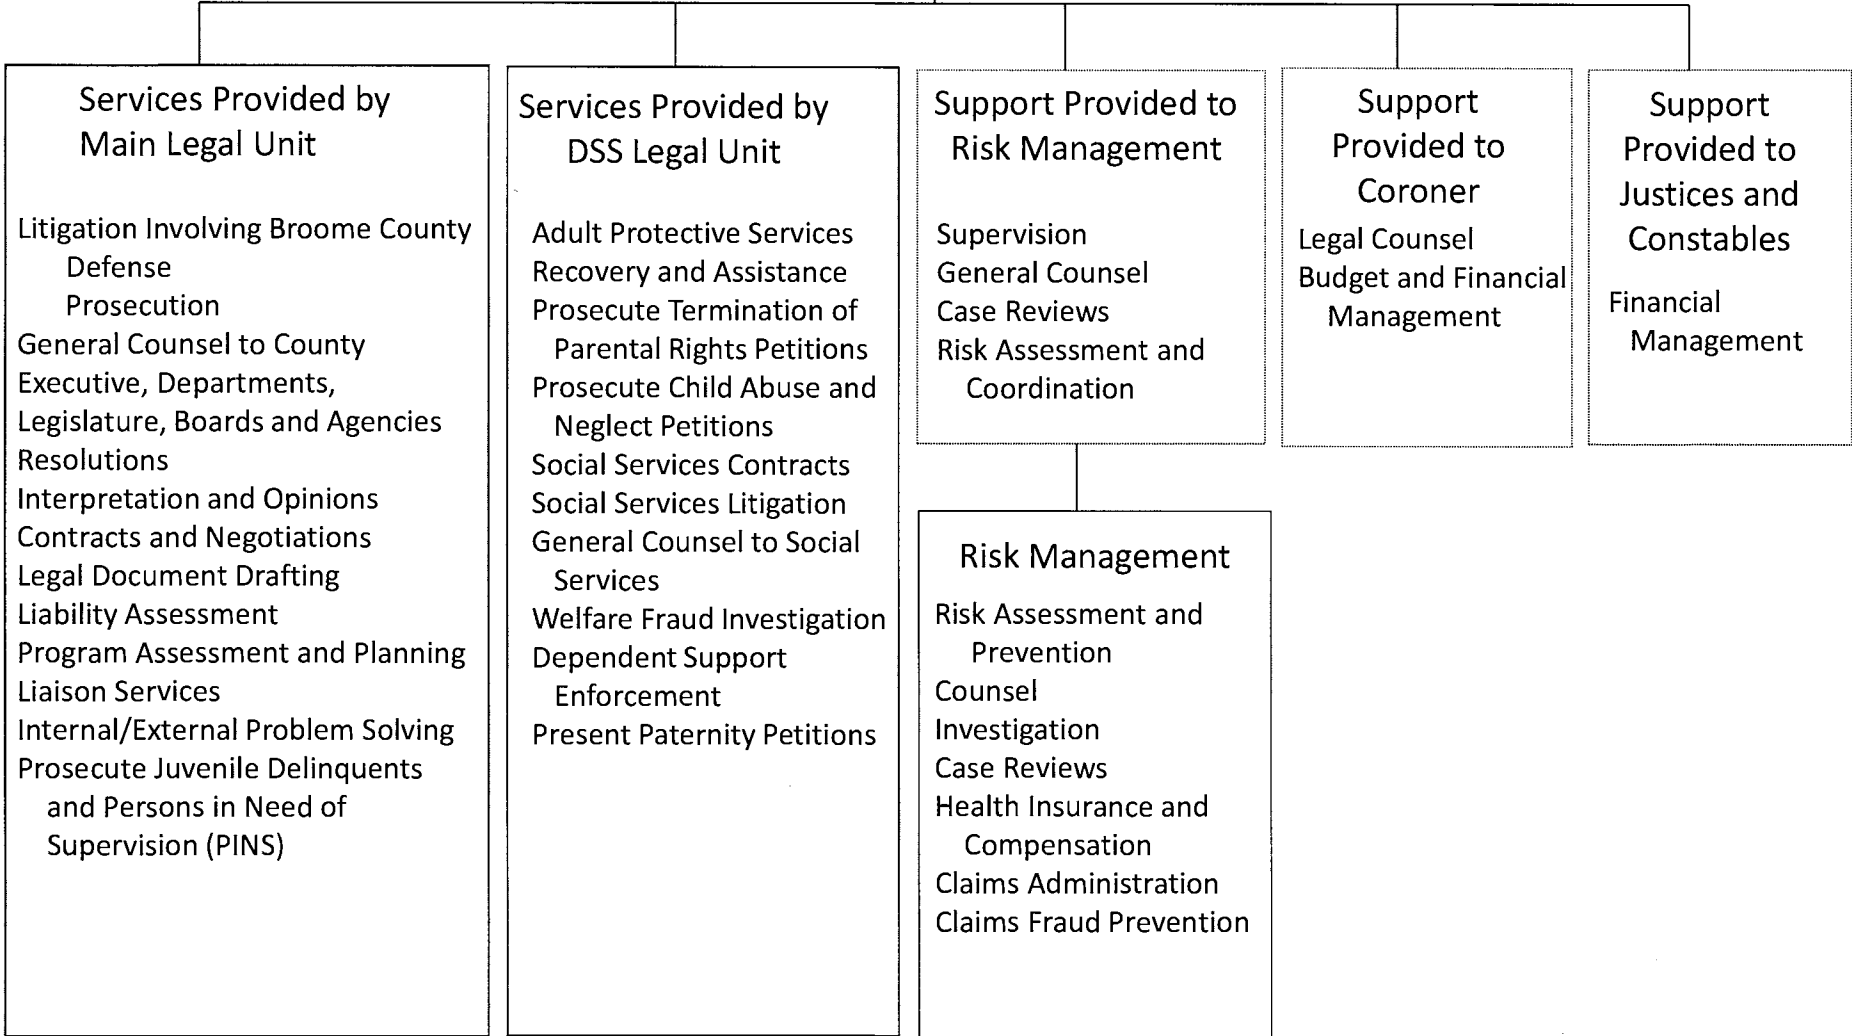 Services Provided by
Main Legal Unit
Litigation Involving Broome County
Defense
Prosecution
General Counsel to County
Executive, Departments,
Legislature, Boards and Agencies
Resolutions
Interpretation and Opinions
Contracts and Negotiations
Legal Document Drafting
Liability Assessment
Program Assessment and Planning
Liaison Services
Internal/External Problem Solving
Prosecute Juvenile Delinquents
and Persons in Need of
Supervision (PINS)
Services Provided by
DSS Legal Unit
Adult Protective Services
Recovery and Assistance
Prosecute Termination of
Parental Rights Petitions
Prosecute Child Abuse and
Neglect Petitions
Social Services Contracts
Social Services Litigation
General Counsel to Social
Services
Welfare Fraud Investigation
Dependent Support
Enforcement
Present Paternity Petitions
Support Provided to
Risk Management
Supervision
General Counsel
Case Reviews
Risk Assessment and
Coordination
Risk Management
Risk Assessment and
Prevention
Counsel
Investigation
Case Reviews
Health Insurance and
Compensation
Claims Administration
Claims Fraud Prevention
Support
Provided to
Coroner
Legal Counsel
Budget and Financial
Management
Support
Provided to
Justices and
Constables
Financial
Management